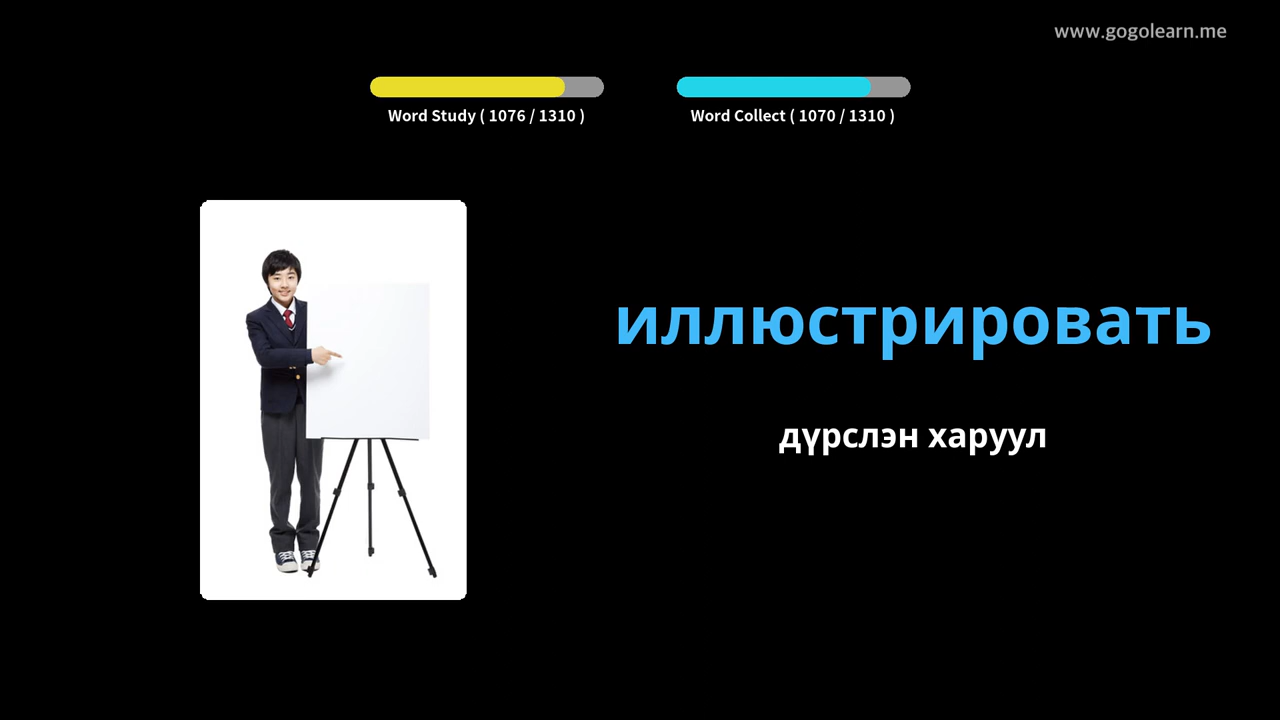 www.gogolearn.me
Word Study ( 1076 / 1310 )
Word Collect ( 1070 / 1310 )
иллюстрировать
дүрслэн харуул